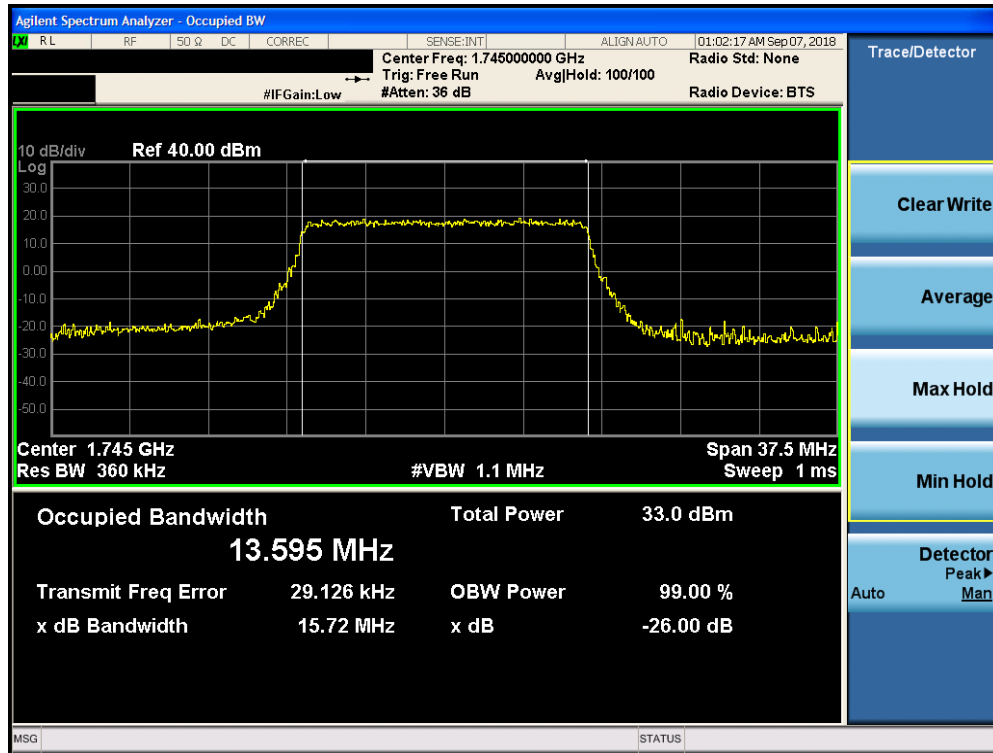 Agilent Spectrum Analyzer - Occupied BW
LXI RL RF 50 Ω DC CORREC SENSE:INT ALIGN AUTO 01:02:17 AM Sep 07, 2018
Center Freq: 1.745000000 GHz Radio Std: None
Trig: Free Run Avg|Hold: 100/100
#IFGain:Low #Atten: 36 dB Radio Device: BTS
10 dB/div Ref 40.00 dBm
Log
30.0
20.0
10.0
0.00
-10.0
-20.0
-30.0
-40.0
-50.0
Center 1.745 GHz Span 37.5 MHz
Res BW 360 kHz #VBW 1.1 MHz Sweep 1 ms
Occupied Bandwidth Total Power 33.0 dBm
13.595 MHz
Transmit Freq Error 29.126 kHz OBW Power 99.00 %
x dB Bandwidth 15.72 MHz x dB -26.00 dB
Trace/Detector
Clear Write
Average
Max Hold
Min Hold
Detector
Peak▶
Auto Man
MSG STATUS